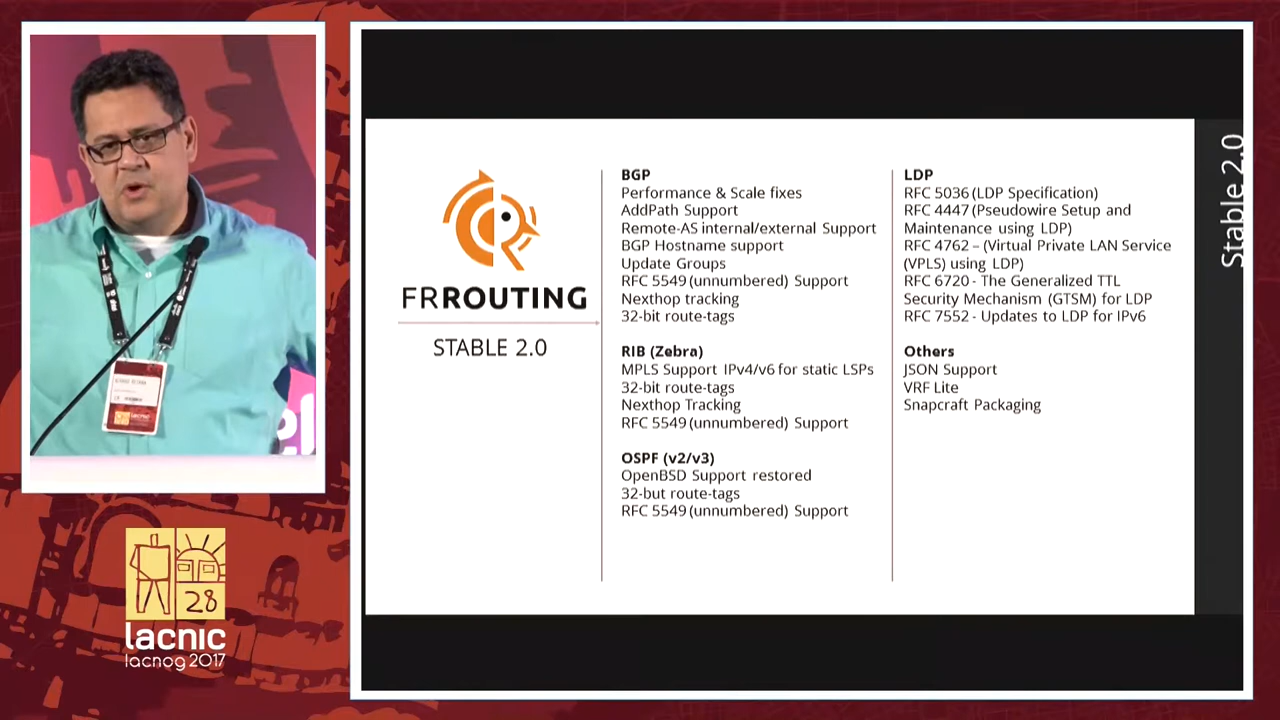 FRROUTING
STABLE 2.0
BGP
Performance & Scale fixes
AddPath Support
Remote-AS internal/external Support
BGP Hostname support
Update Groups
RFC 5549 (unnumbered) Support
Nexthop tracking
32-bit route-tags
RIB (Zebra)
MPLS Support IPv4/v6 for static LSPs
32-bit route-tags
Nexthop Tracking
RFC 5549 (unnumbered) Support
OSPF (v2/v3)
OpenBSD Support restored
32-but route-tags
RFC 5549 (unnumbered) Support
LDP
RFC 5036 (LDP Specification)
RFC 4447 (Pseudowire Setup and
Maintenance using LDP)
RFC 4762 – (Virtual Private LAN Service
(VPLS) using LDP)
RFC 6720 - The Generalized TTL
Security Mechanism (GTSM) for LDP
RFC 7552 - Updates to LDP for IPv6
Others
JSON Support
VRF Lite
Snapcraft Packaging
Stable 2.0
lacnic
28
lacnic
lacnog 2017